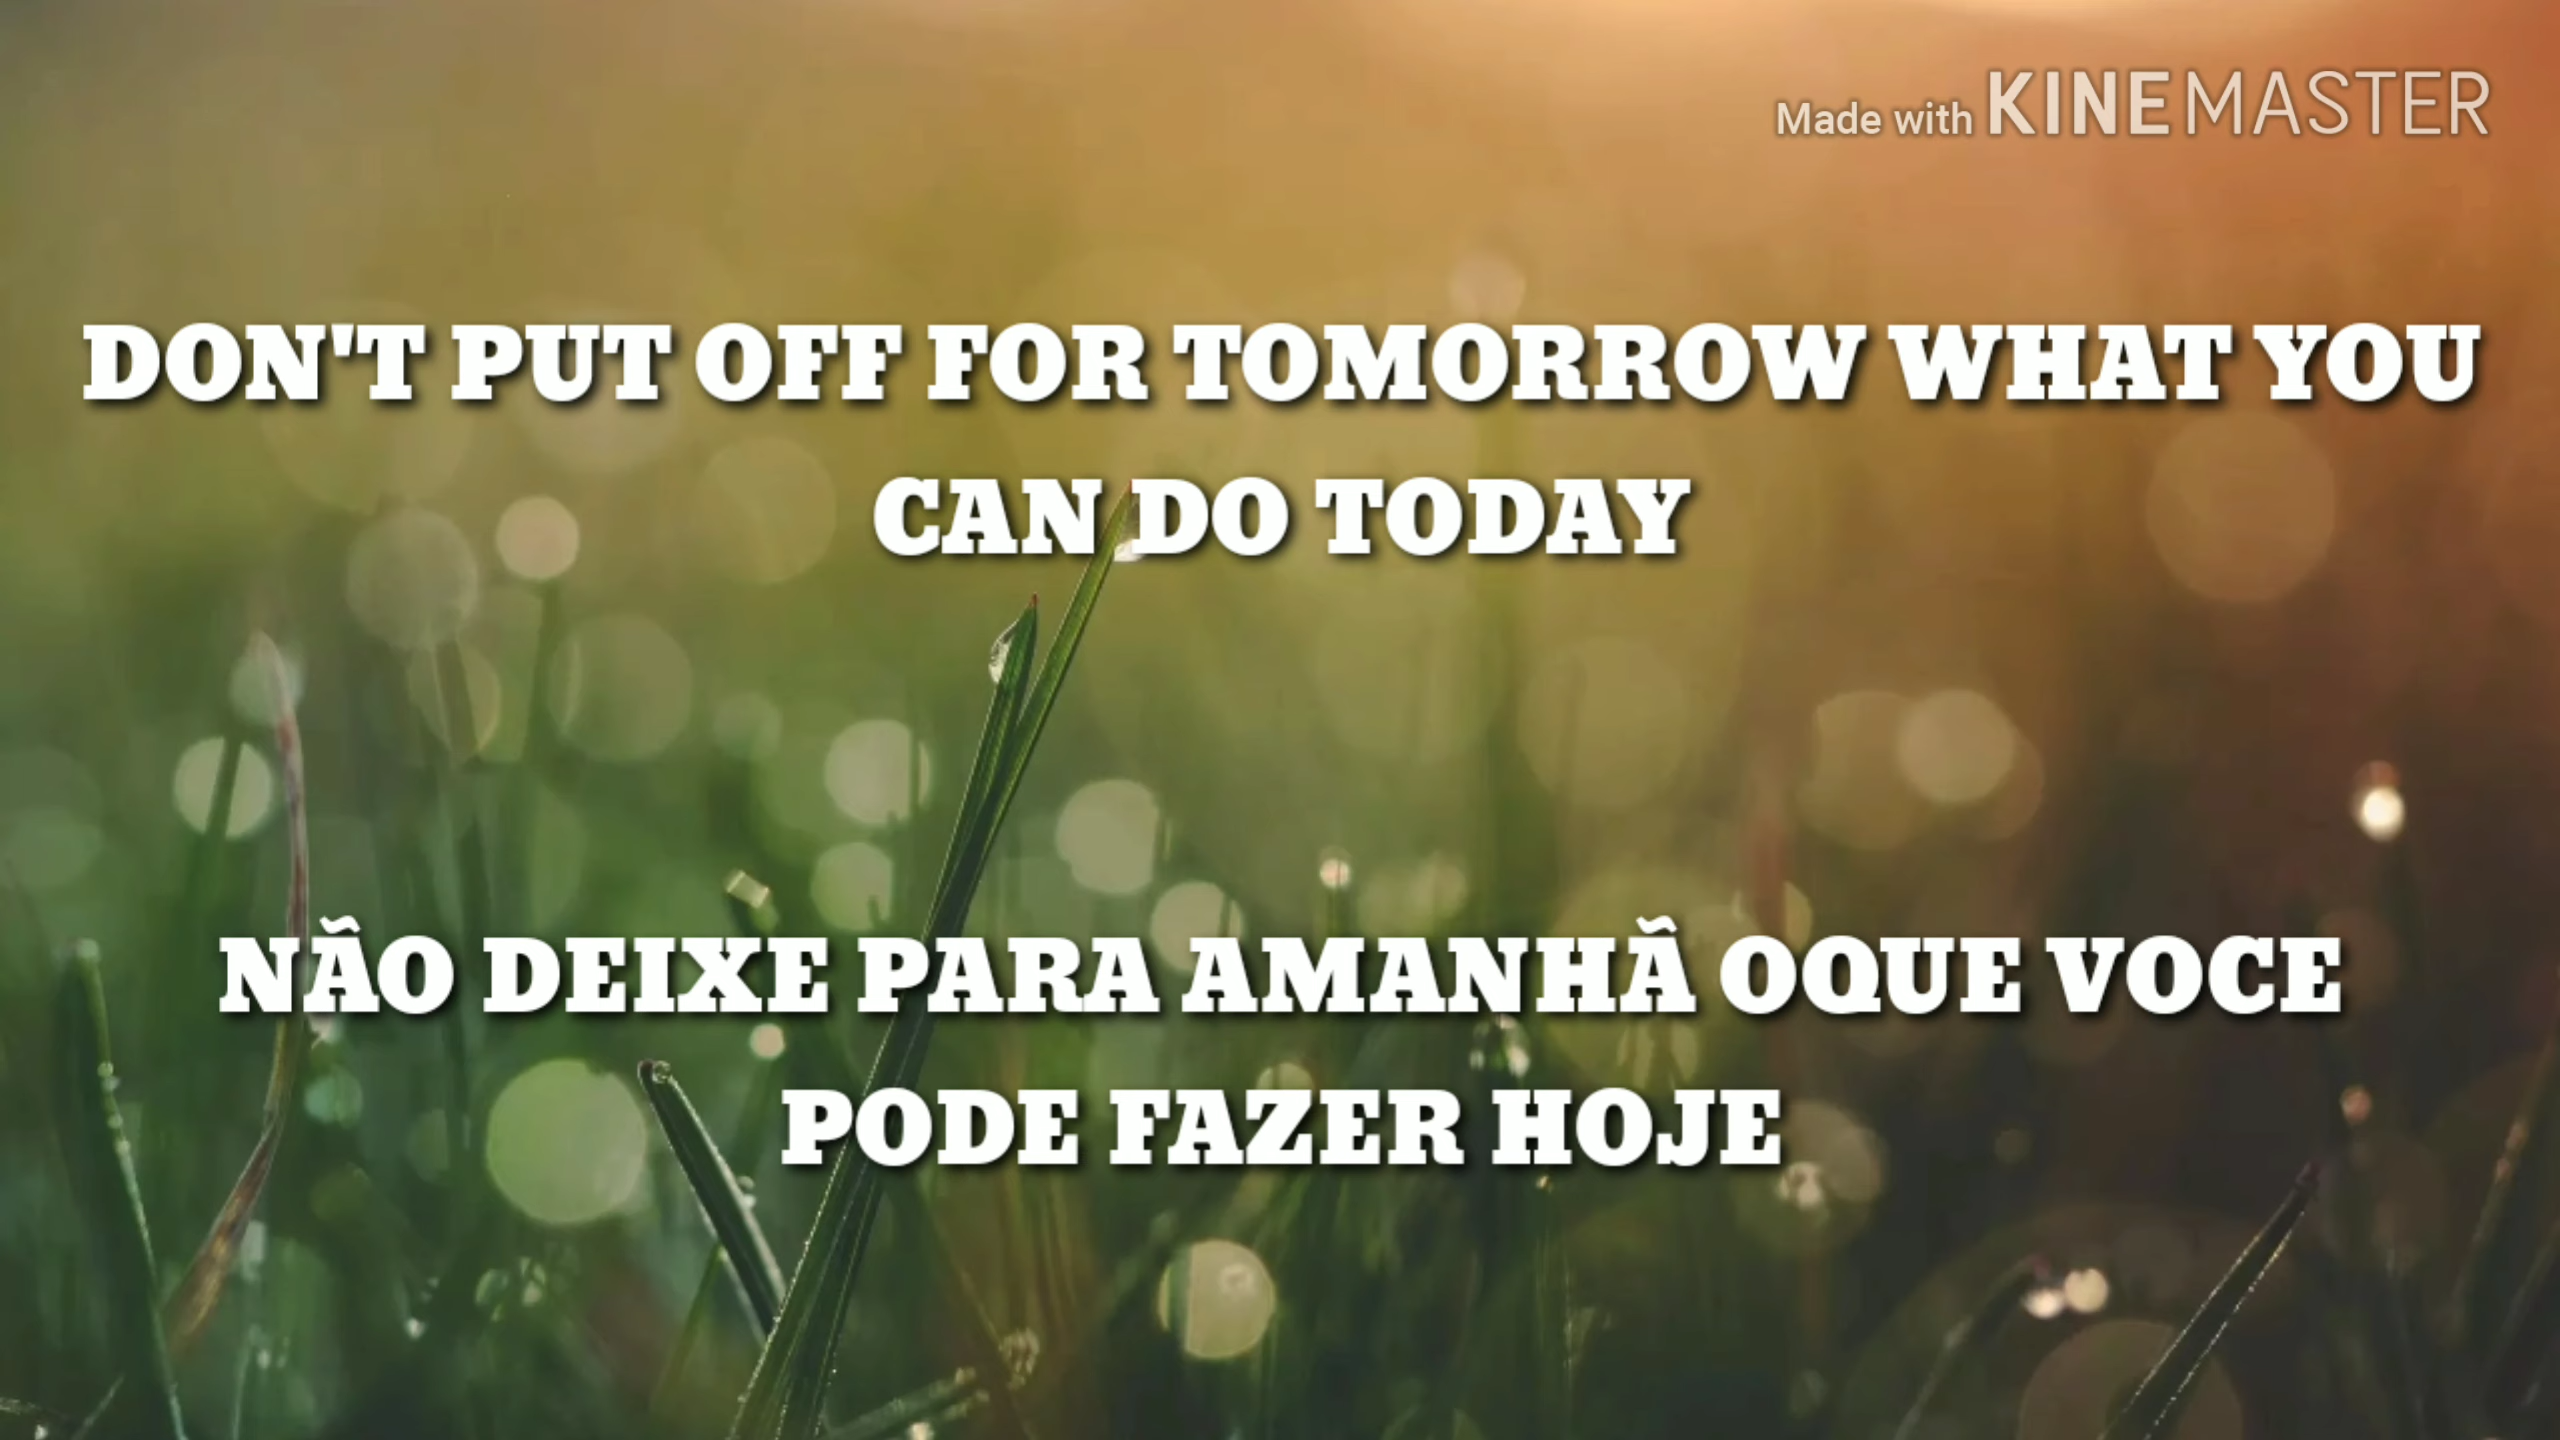 Made with KINEMASTER
DON'T PUT OFF FOR TOMORROW WHAT YOU
CAN DO TODAY
NÃO DEIXE PARA AMANHÃ OQUE VOCE
PODE FAZER HOJE